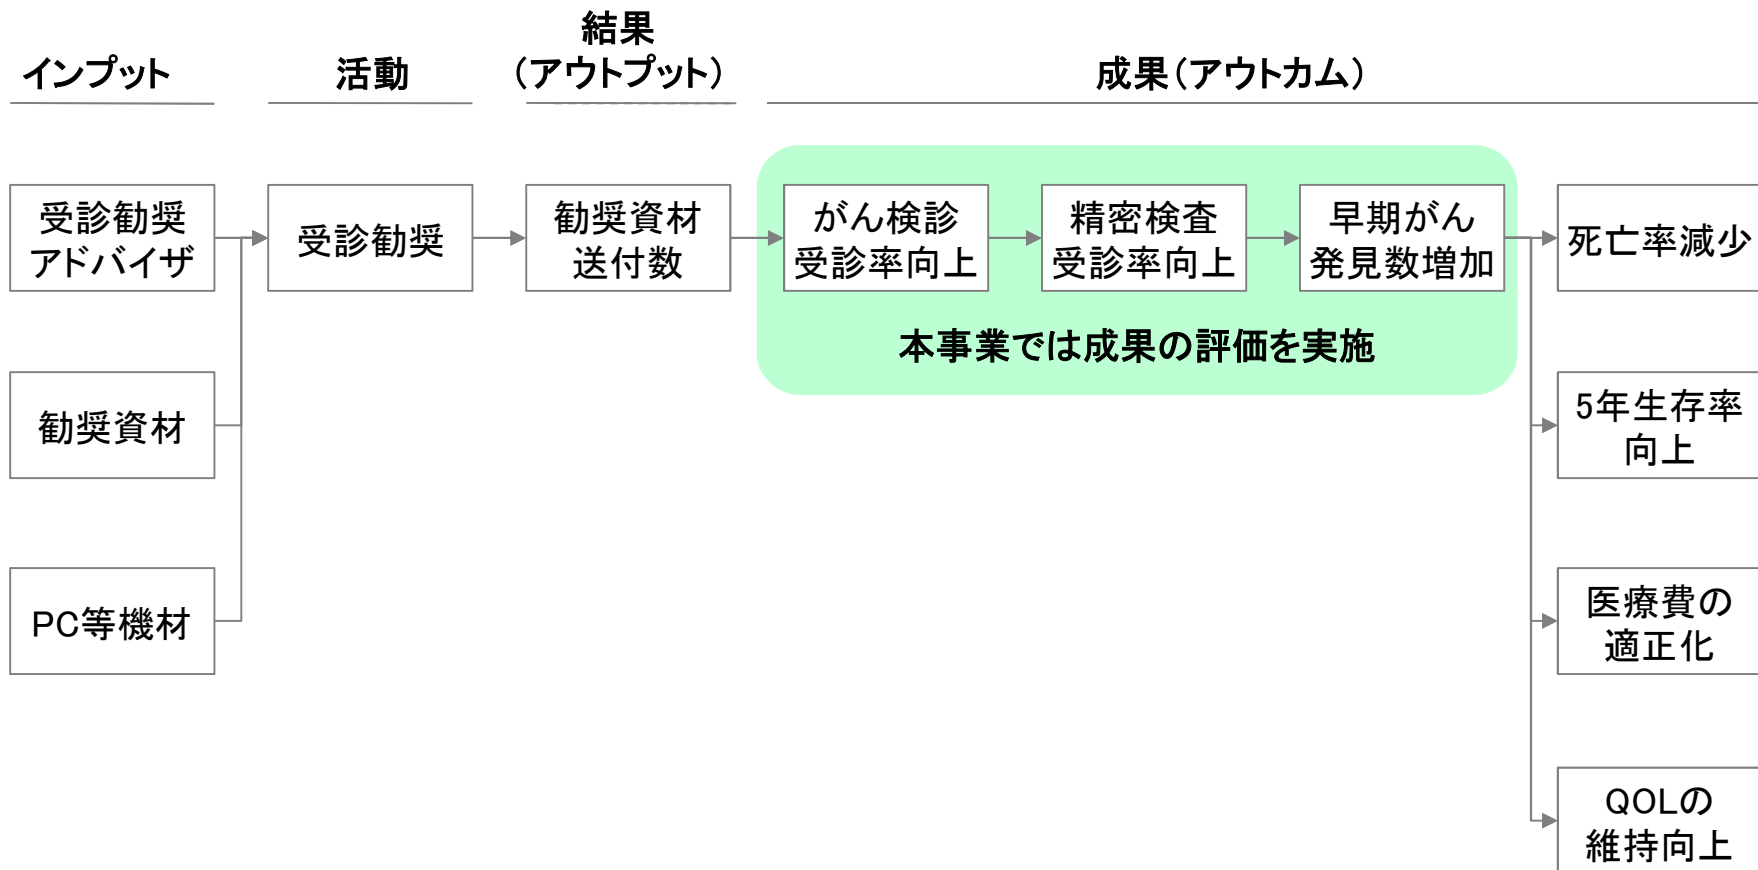 インプット
活動
結果
（アウトプット）
成果（アウトカム）
受診勧奨
アドバイザ
受診勧奨
勧奨資材
送付数
がん検診
受診率向上
精密検査
受診率向上
早期がん
発見数増加
死亡率減少
本事業では成果の評価を実施
勧奨資材
5年生存率
向上
PC等機材
医療費の
適正化
QOLの
維持向上